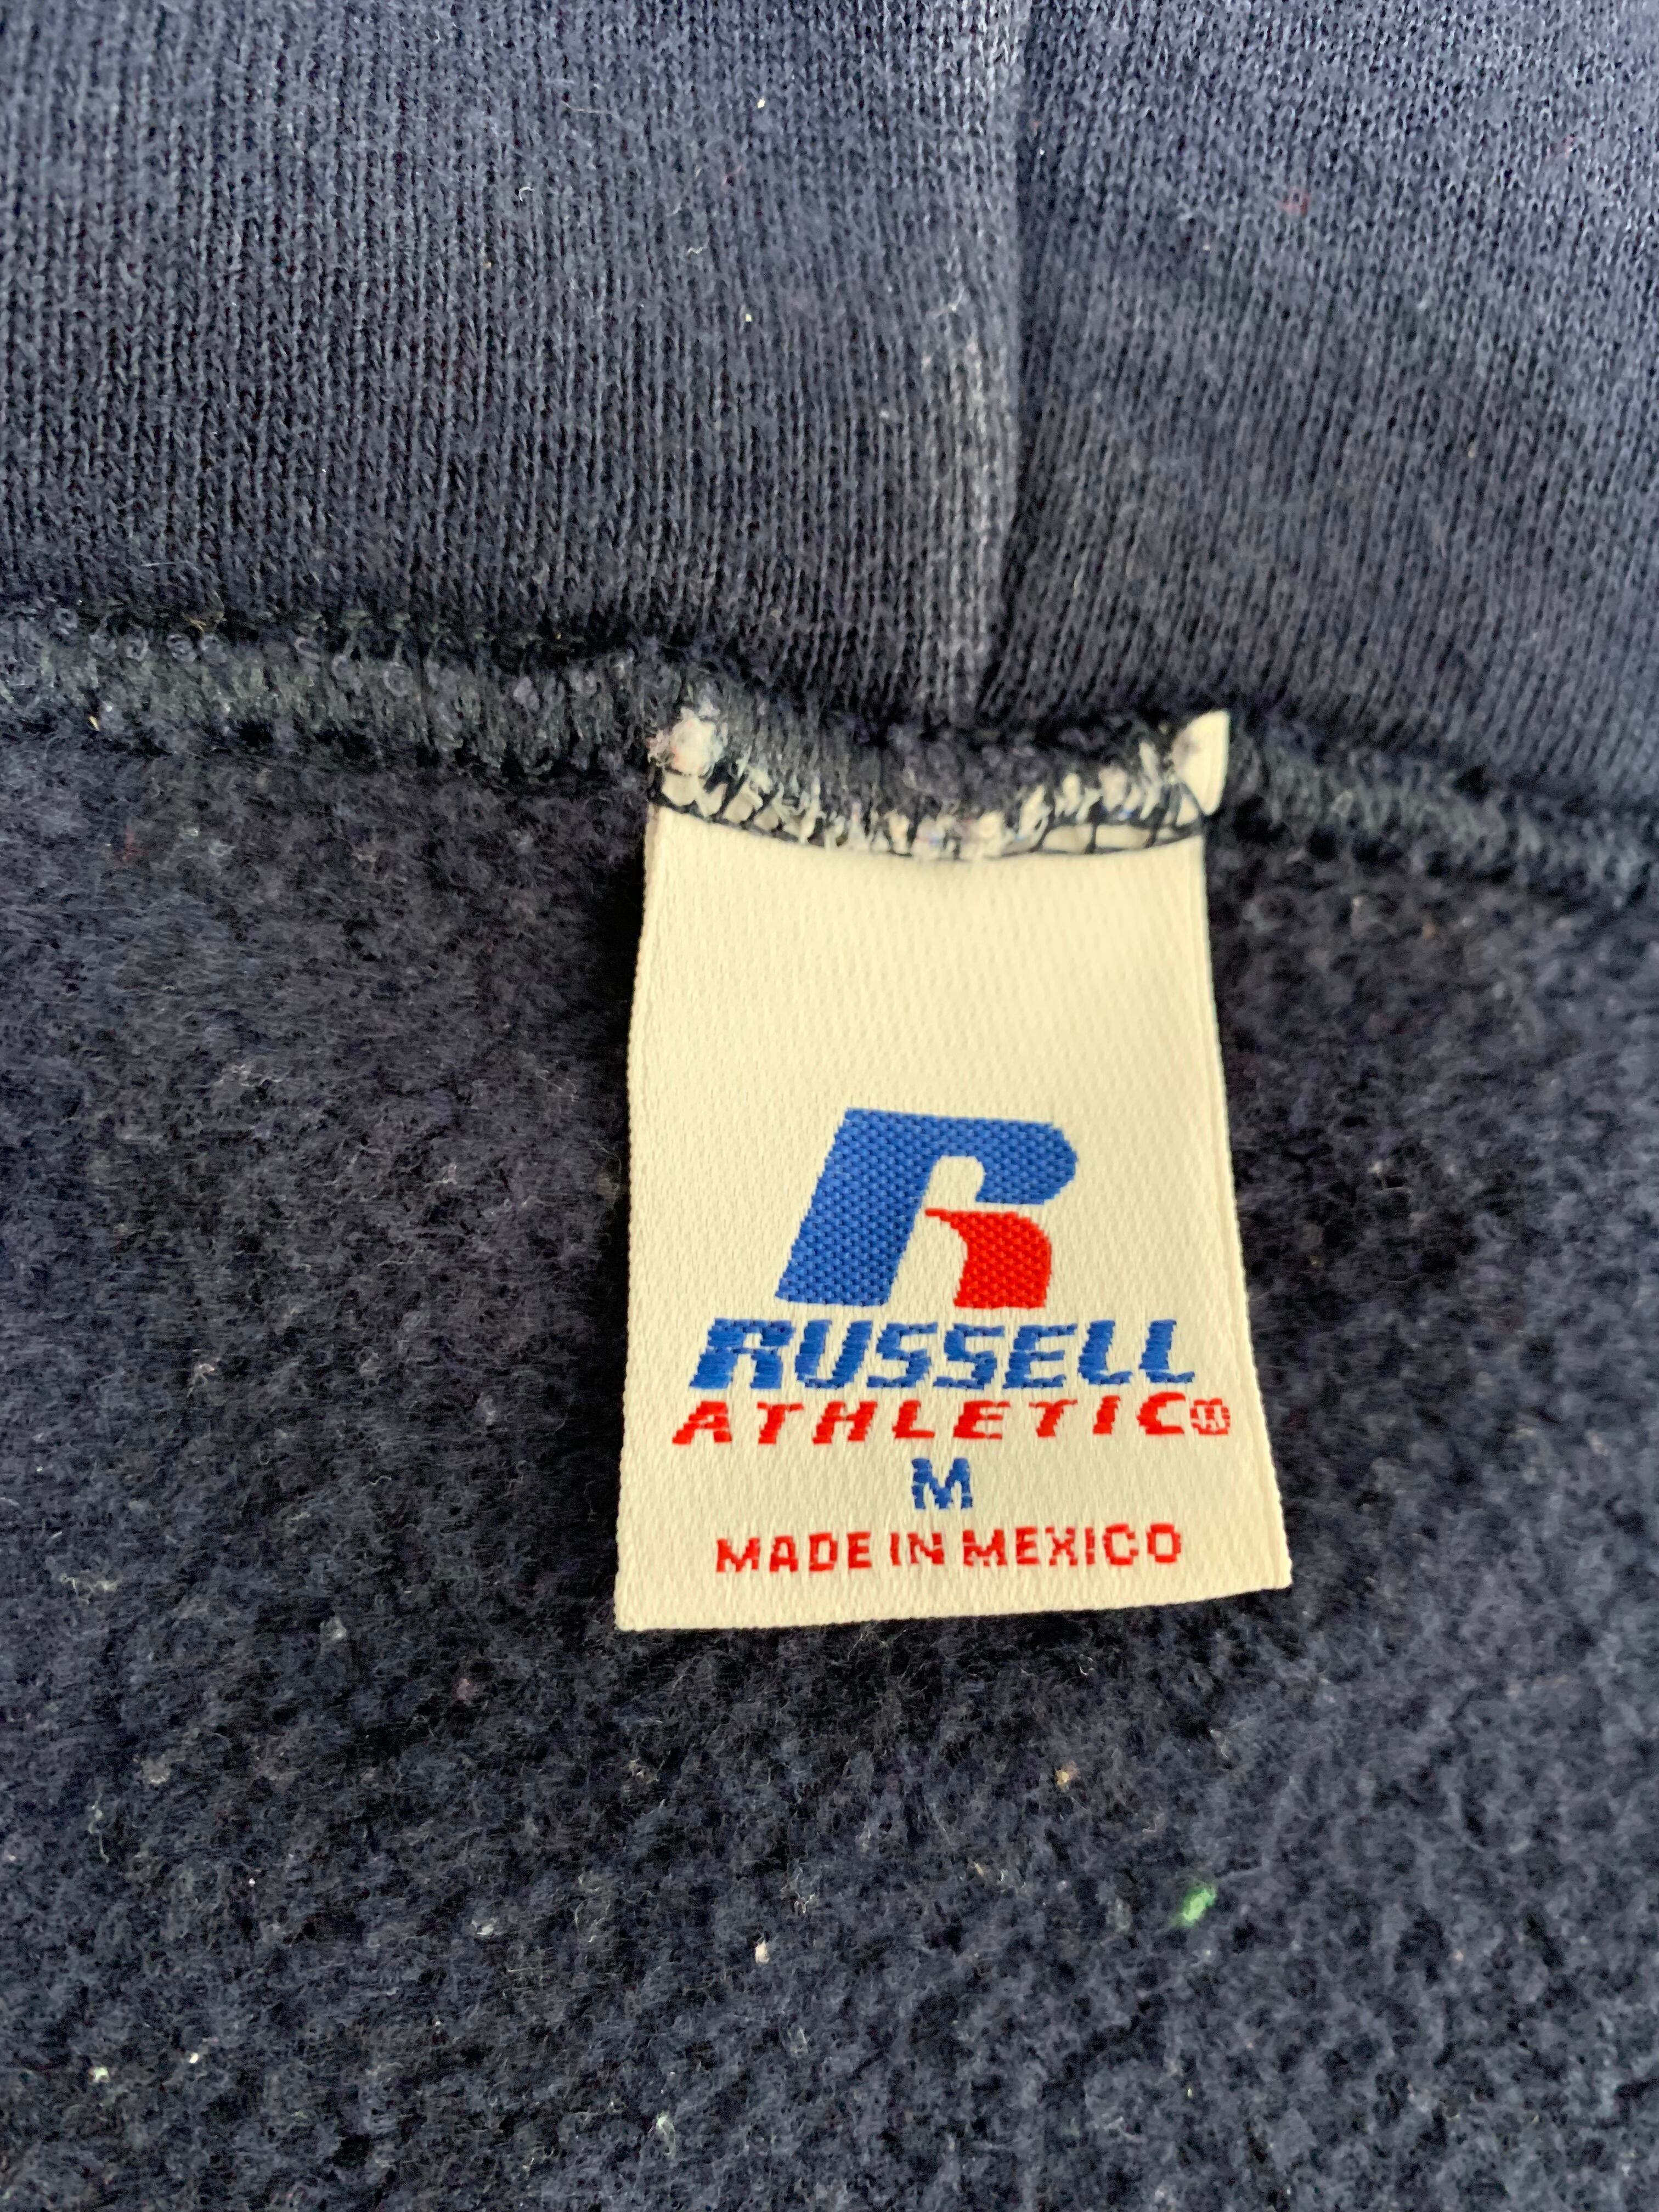 R
RUSSELL
ATHLETIC®
M
MADE IN MEXICO